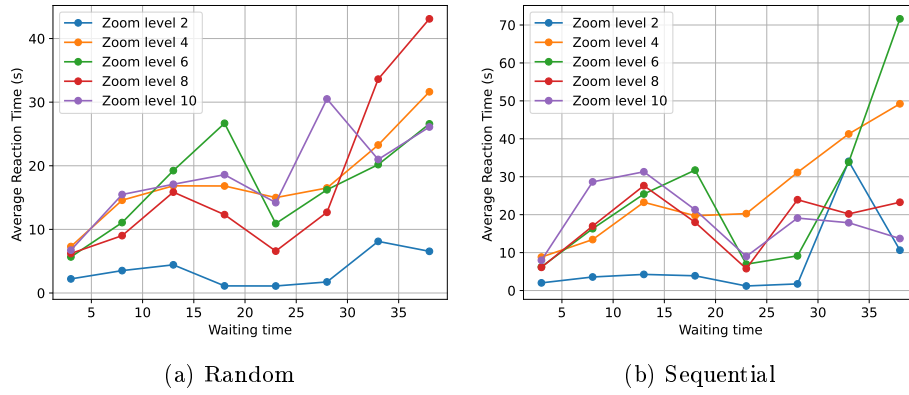 Zoom level 2
Zoom level 4
Zoom level 6
Zoom level 8
Zoom level 10
Average Reaction Time (s)
40
30
20
10
0
5 10 15 20 25 30 35
Waiting time
(a) Random
Zoom level 2
Zoom level 4
Zoom level 6
Zoom level 8
Zoom level 10
Average Reaction Time (s)
70
60
50
40
30
20
10
0
5 10 15 20 25 30 35
Waiting time
(b) Sequential